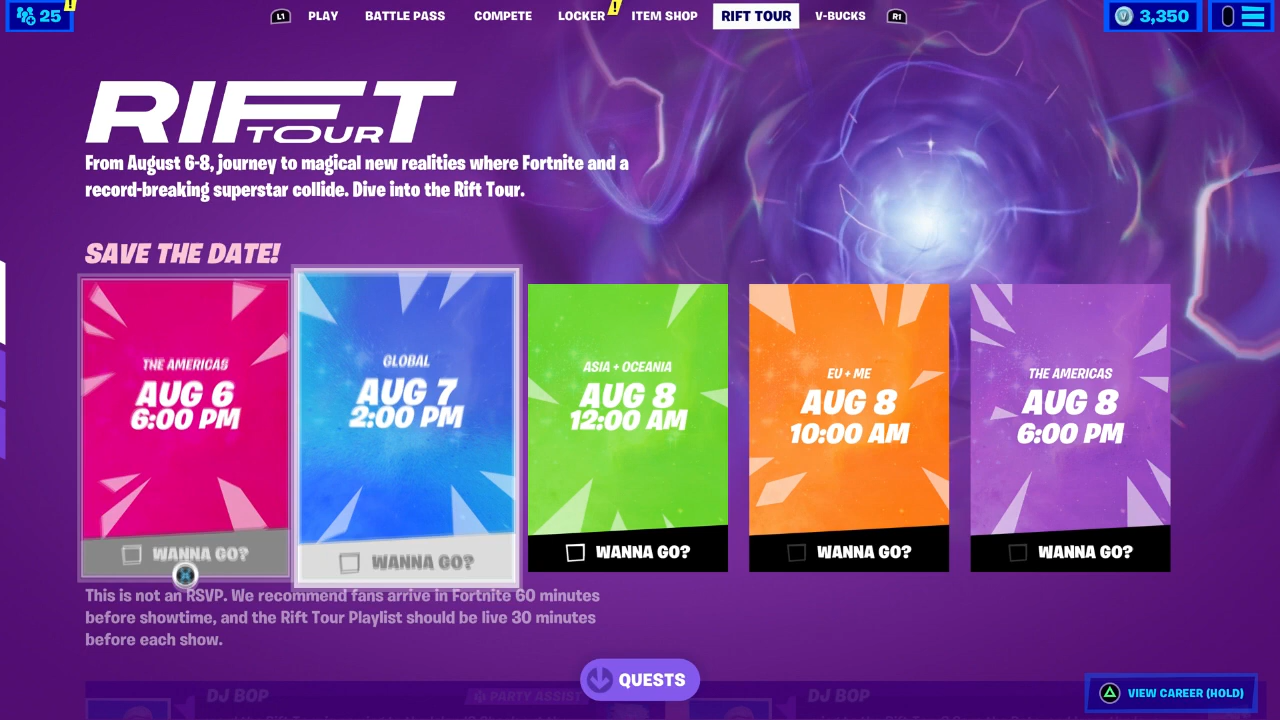 25
L1
PLAY
BATTLE PASS
COMPETE
LOCKER
!
ITEM SHOP
RIFT TOUR
V-BUCKS
R1
3,350
RIFT
TOUR
From August 6-8, journey to magical new realities where Fortnite and a
record-breaking superstar collide. Dive into the Rift Tour.
SAVE THE DATE!
THE AMERICAS
AUG 6
6:00 PM
WANNA GO?
GLOBAL
AUG 7
2:00 PM
WANNA GO?
ASIA + OCEANIA
AUG 8
12:00 AM
WANNA GO?
EU + ME
AUG 8
10:00 AM
WANNA GO?
THE AMERICAS
AUG 8
6:00 PM
WANNA GO?
This is not an RSVP. We recommend fans arrive in Fortnite 60 minutes
before showtime, and the Rift Tour Playlist should be live 30 minutes
before each show.
QUESTS
DJ BOP
PARTY ASSIST
DJ BOP
VIEW CAREER (HOLD)